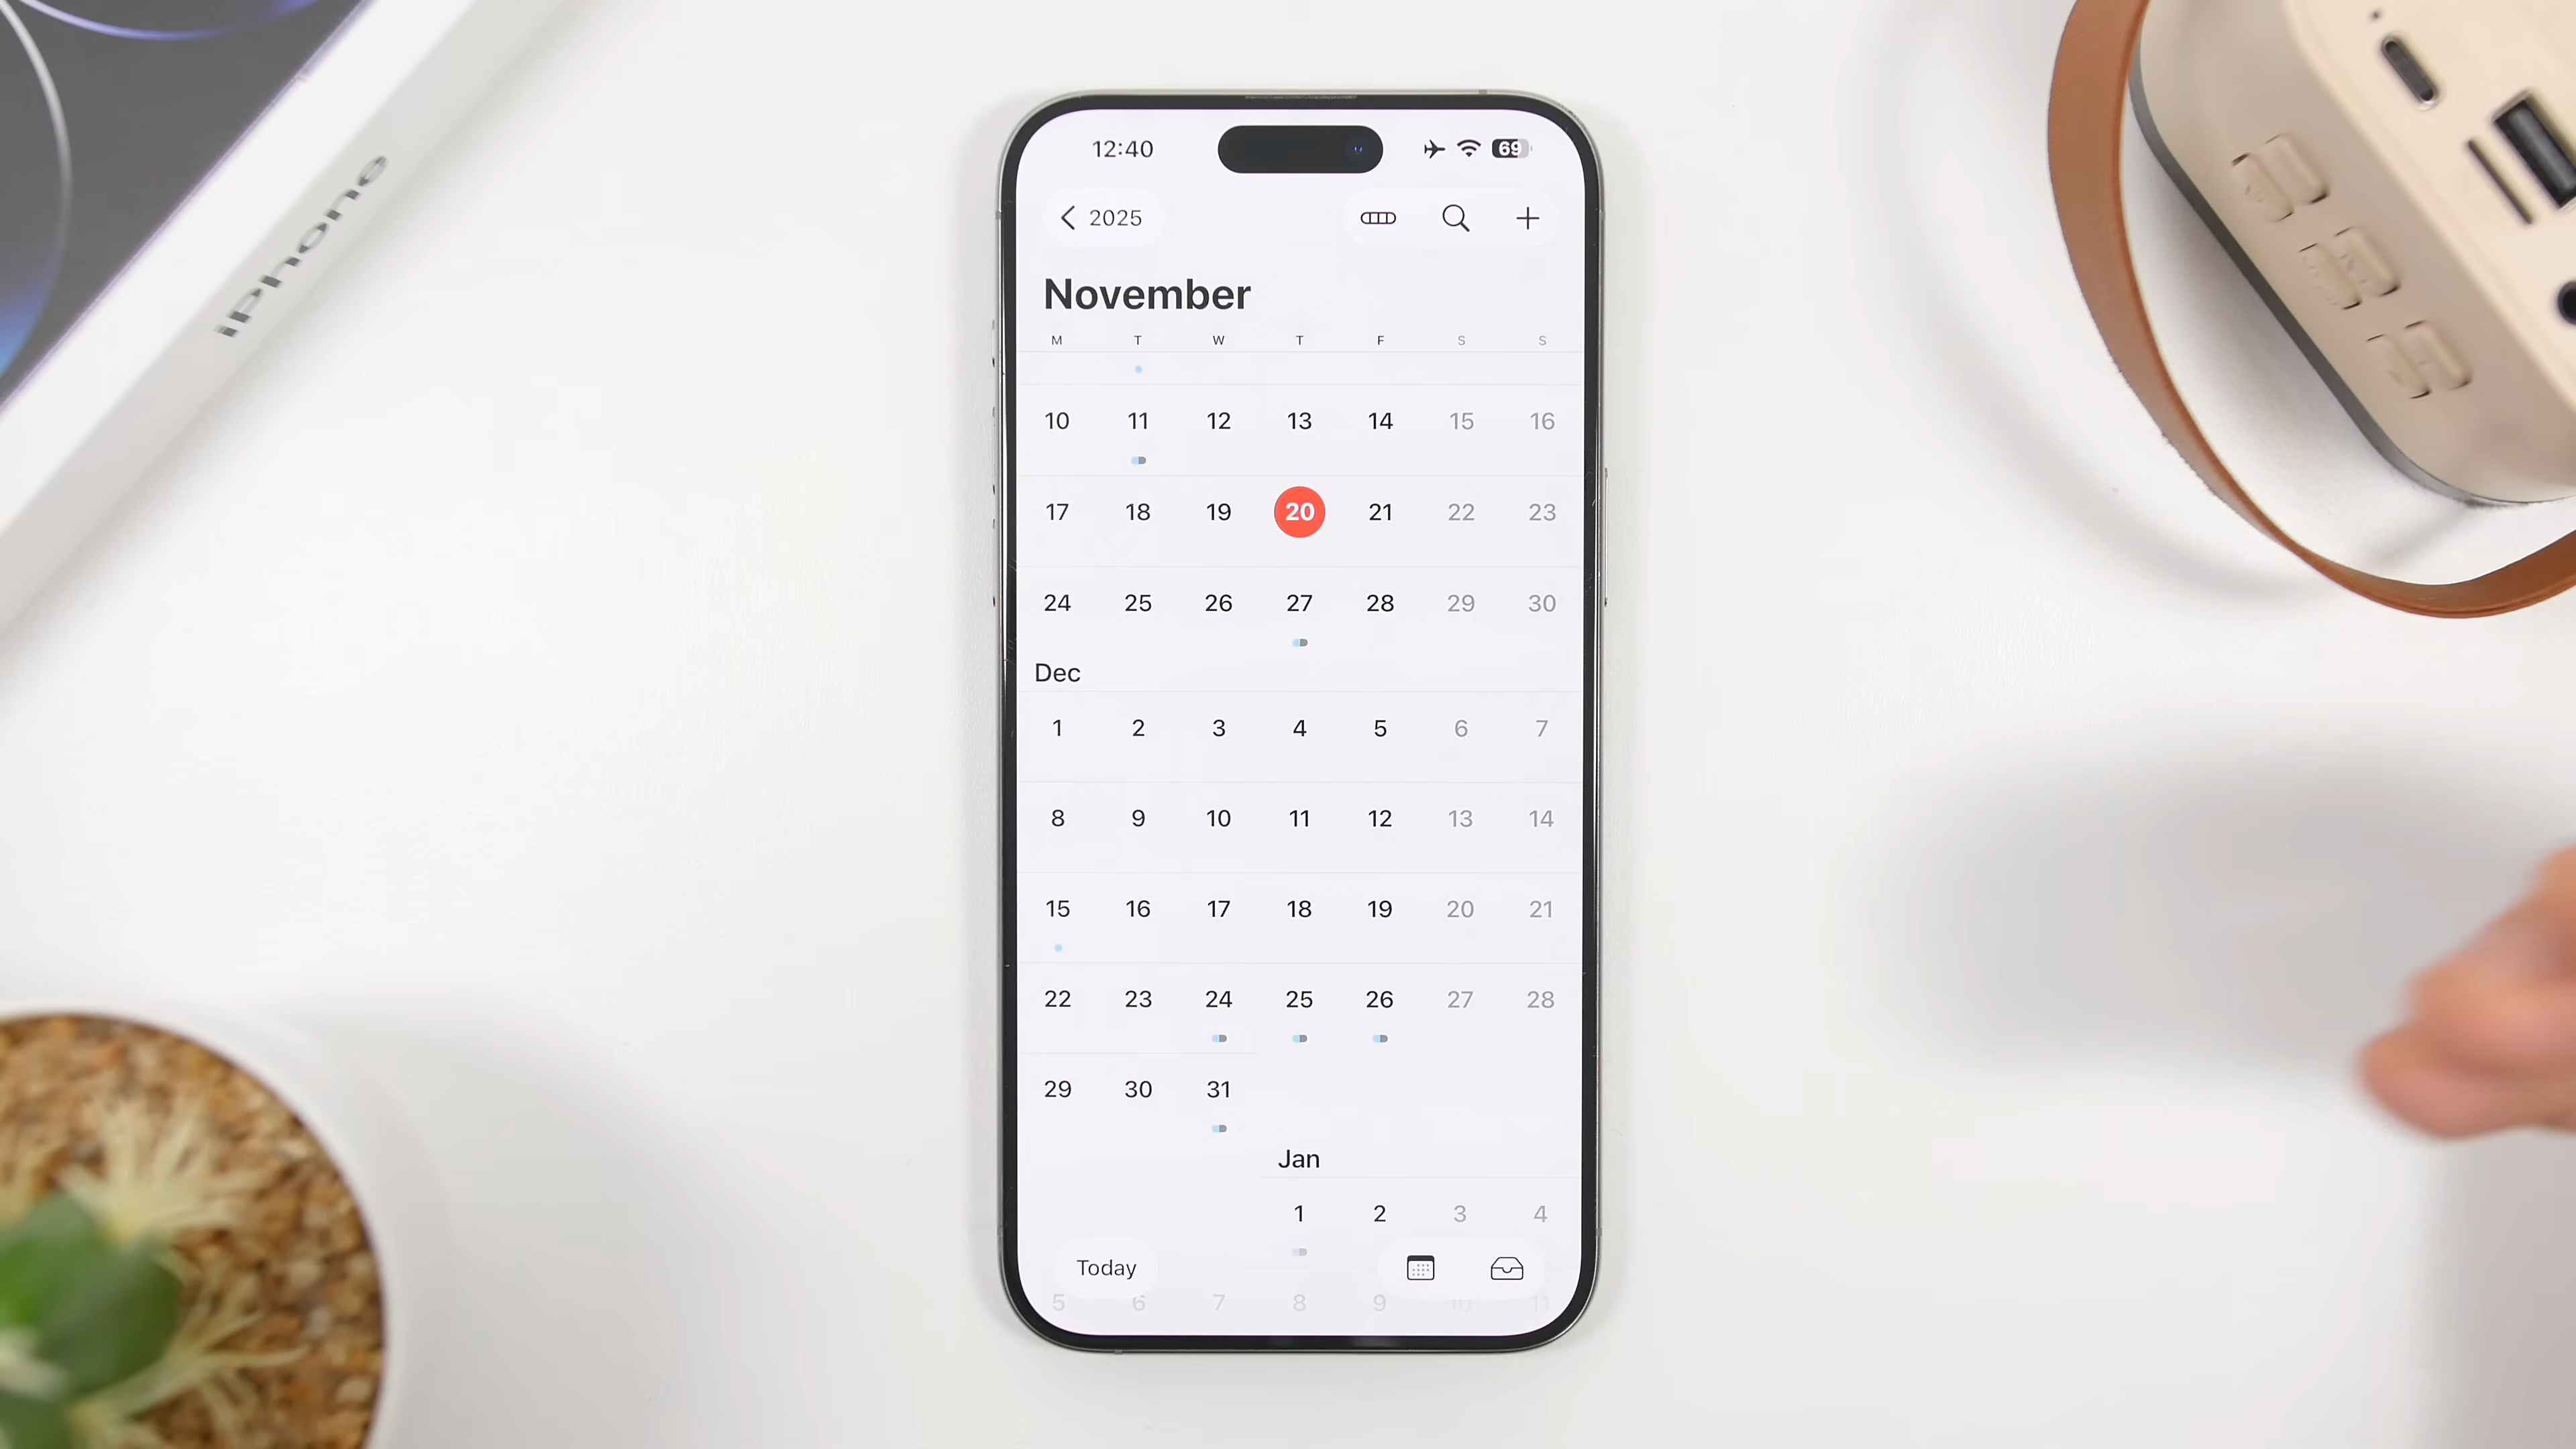 iPhone
12:40
69
2025
November
M T W T F S S
10 11 12 13 14 15 16
17 18 19 20 21 22 23
24 25 26 27 28 29 30
Dec
1 2 3 4 5 6 7
8 9 10 11 12 13 14
15 16 17 18 19 20 21
22 23 24 25 26 27 28
29 30 31
Jan
1 2 3 4
Today
5 6 7 8 9 10 11